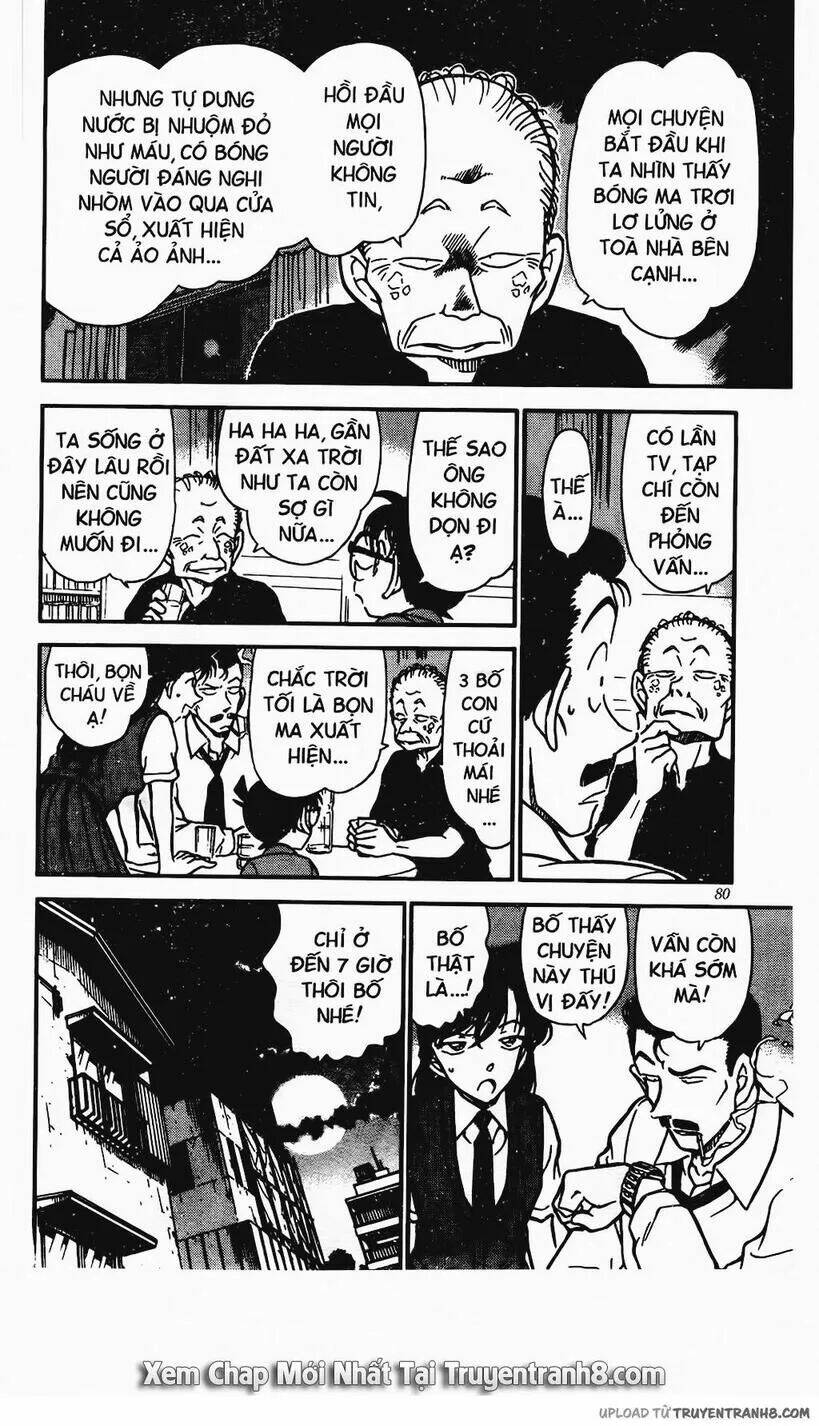 MỌI CHUYỆN
BẮT ĐẦU KHI
TA NHÌN THẤY
BÓNG MA TRƠI
LƠ LỬNG Ở
TOÀ NHÀ BÊN
CẠNH...
HỒI ĐẦU
MỌI
NGƯỜI
KHÔNG
TIN,
NHƯNG TỰ DƯNG
NƯỚC BỊ NHUỘM ĐỎ
NHƯ MÁU, CÓ BÓNG
NGƯỜI ĐÁNG NGHI
NHÒM VÀO QUA CỬA
SỔ, XUẤT HIỆN
CẢ ẢO ẢNH...
CÓ LẦN
TV, TẠP
CHÍ CÒN
ĐẾN
PHỎNG
VẤN...
THẾ
À...
THẾ SAO
ÔNG
KHÔNG
DỌN ĐI
Ạ?
HA HA HA, GẦN
ĐẤT XA TRỜI
NHƯ TA CÒN
SỢ GÌ
NỮA...
TA SỐNG Ở
ĐÂY LÂU RỒI
NÊN CŨNG
KHÔNG
MUỐN ĐI...
3 BỐ
CON
CỨ
THOẢI
MÁI
NHÉ
...
CHẮC TRỜI
TỐI LÀ BỌN
MA XUẤT
HIỆN...
THÔI, BỌN
CHÁU VỀ
Ạ!
80
VẪN CÒN
KHÁ SỚM
MÀ!
BỐ THẤY
CHUYỆN
NÀY THÚ
VỊ ĐẤY!
BỐ
THẬT
LÀ...!
CHỈ Ở
ĐẾN 7 GIỜ
THÔI BỐ
NHÉ!
Xem Chap Mới Nhất Tại Truyentranh8.com
UPLOAD TỪ TRUYENTRANH8.COM